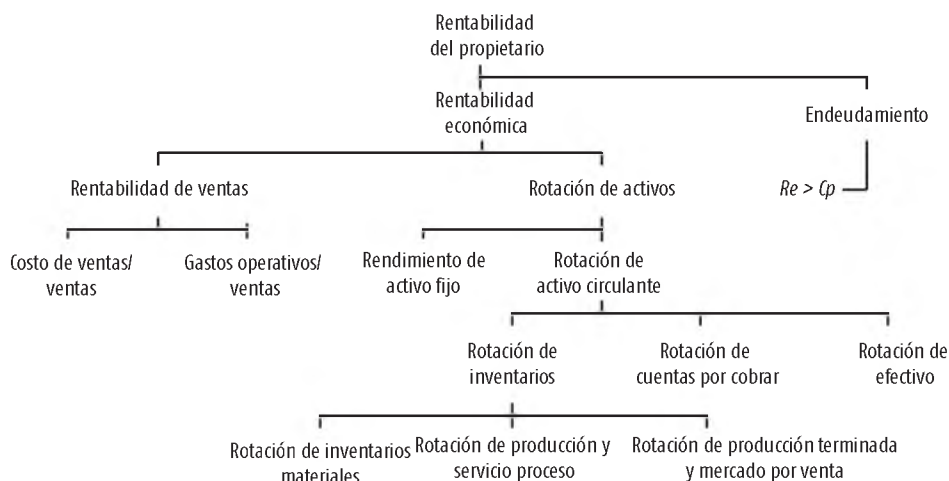 Rentabilidad
del propietario
Rentabilidad
económica
Endeudamiento
Rentabilidad de ventas
Rotación de activos
Re > Cp
Costo de ventas/
ventas
Gastos operativos/
ventas
Rendimiento de
activo fijo
Rotación de
activo circulante
Rotación de
inventarios
Rotación de
cuentas por cobrar
Rotación de
efectivo
Rotación de inventarios
materiales
Rotación de producción y
servicio proceso
Rotación de producción terminada
y mercado por venta